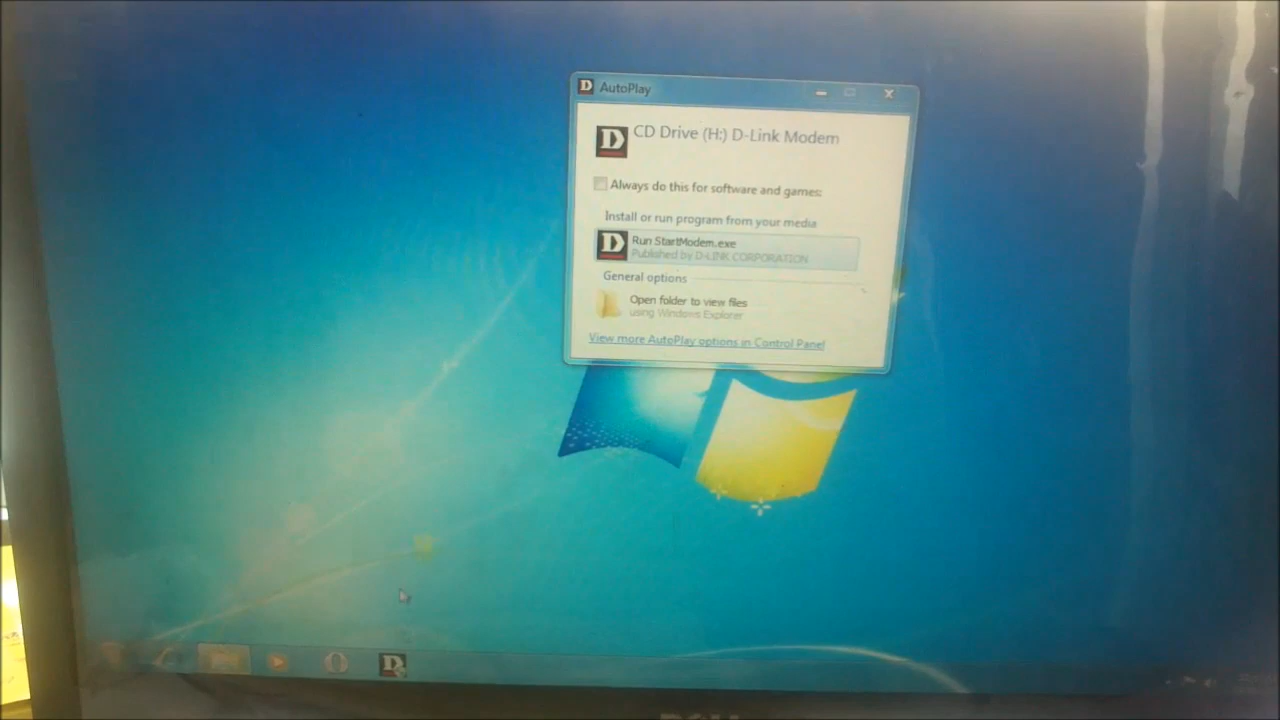 AutoPlay
CD Drive (H:) D-Link Modem
Always do this for software and games:
Install or run program from your media
Run StartModem.exe
Published by D-LINK CORPORATION
General options
Open folder to view files
using Windows Explorer
View more AutoPlay options in Control Panel